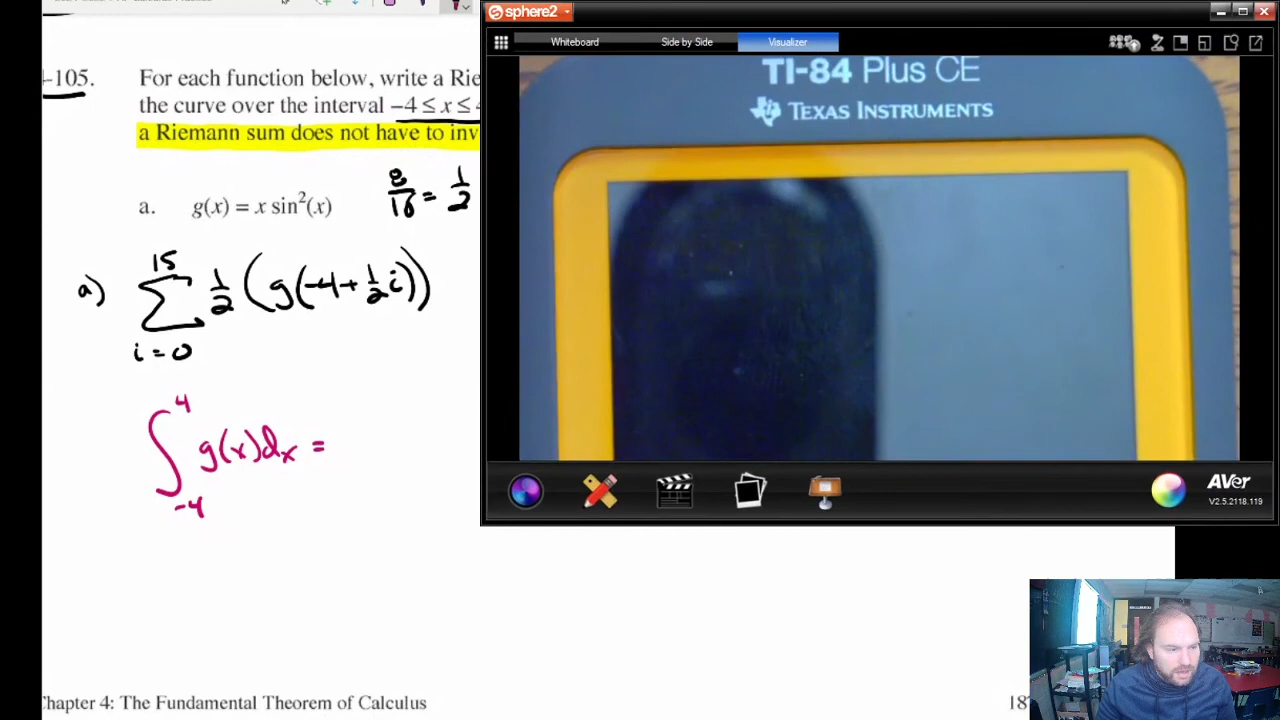 sphere2
Whiteboard
Side by Side
Visualizer
-105.
For each function below, write a Rie
the curve over the interval −4 ≤ x ≤
a Riemann sum does not have to inv
a. g(x) = x sin²(x)
8/16 = 1/2
a) 15 Σ i = 0 1/2 (g(-4 + 1/2 i))
∫ 4 -4 g(x)dx =
TI-84 Plus CE
TEXAS INSTRUMENTS
AVer
V2.5.2118.119
Chapter 4: The Fundamental Theorem of Calculus
18